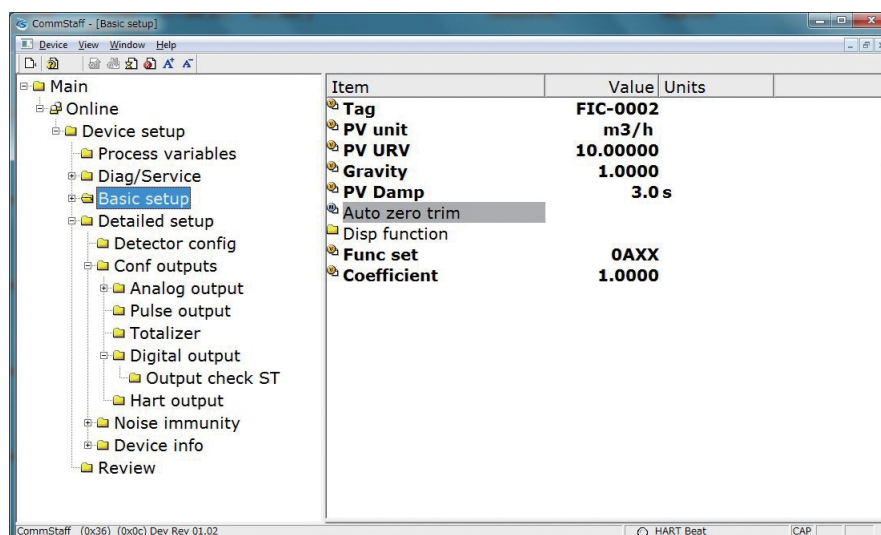 CommStaff - [Basic setup]
Device View Window Help
Main
Online
Device setup
Process variables
Diag/Service
Basic setup
Detailed setup
Detector config
Conf outputs
Analog output
Pulse output
Totalizer
Digital output
Output check ST
Hart output
Noise immunity
Device info
Review
Item Value Units
Tag FIC-0002
PV unit m3/h
PV URV 10.00000
Gravity 1.0000
PV Damp 3.0 s
Auto zero trim
Disp function
Func set 0AXX
Coefficient 1.0000
CommStaff (0x36) (0x0c) Dev Rev 01.02 HART Beat CAP